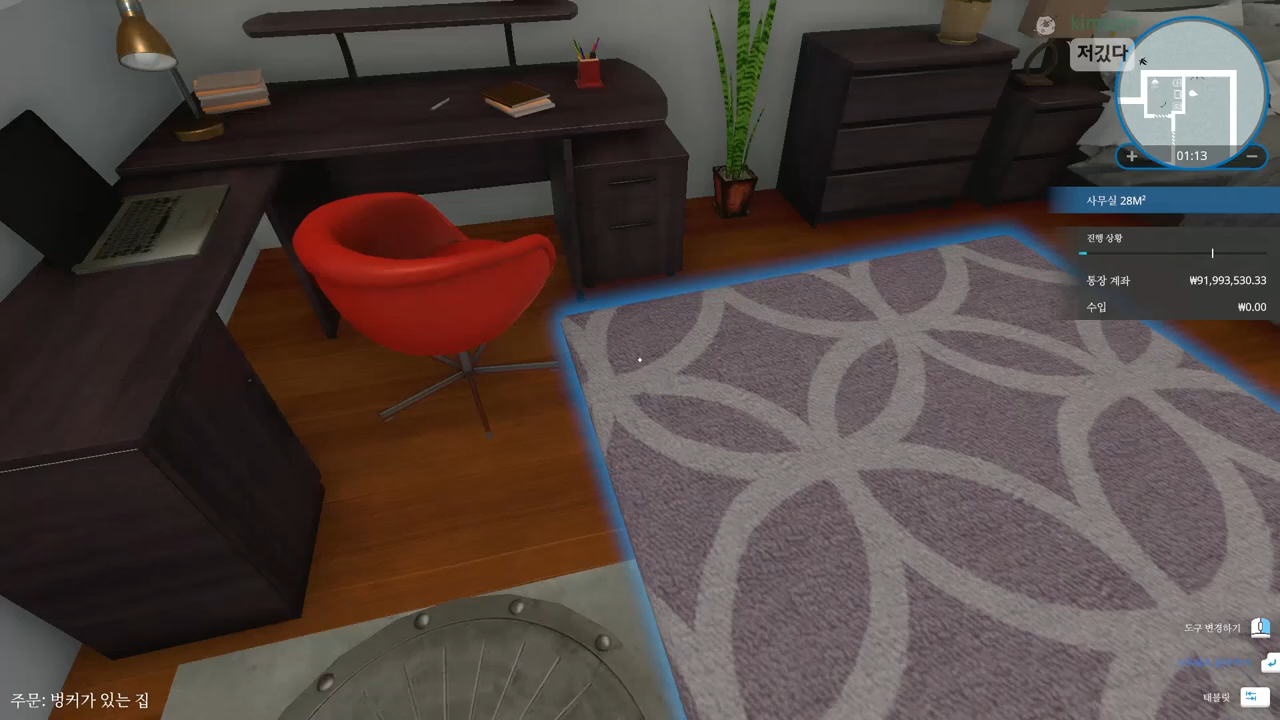 저깄다
01:13
사무실 28M²
진행 상황
통장 계좌 ₩91,993,530.33
수입 ₩0.00
도구 변경하기
태블릿
주문: 벙커가 있는 집